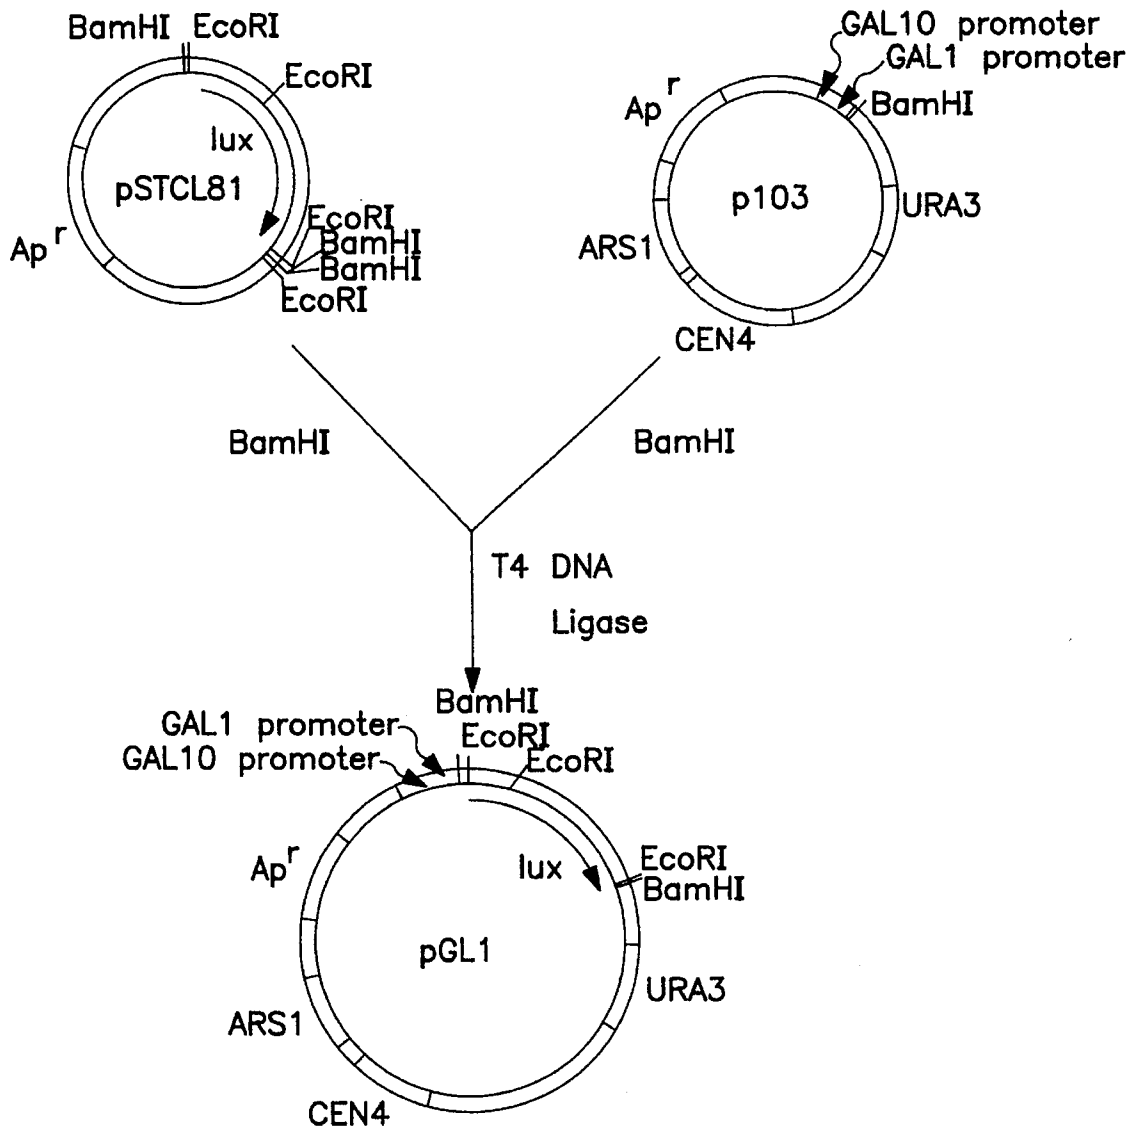 BamHI EcoRI
EcoRI
lux
pSTCL81
Ap r
EcoRI
BamHI
BamHI
EcoRI
GAL10 promoter
GAL1 promoter
BamHI
Ap r
p103
URA3
ARS1
CEN4
BamHI
BamHI
T4 DNA
Ligase
BamHI
GAL1 promoter
EcoRI
GAL10 promoter
EcoRI
Ap r
lux
EcoRI
BamHI
pGL1
URA3
ARS1
CEN4